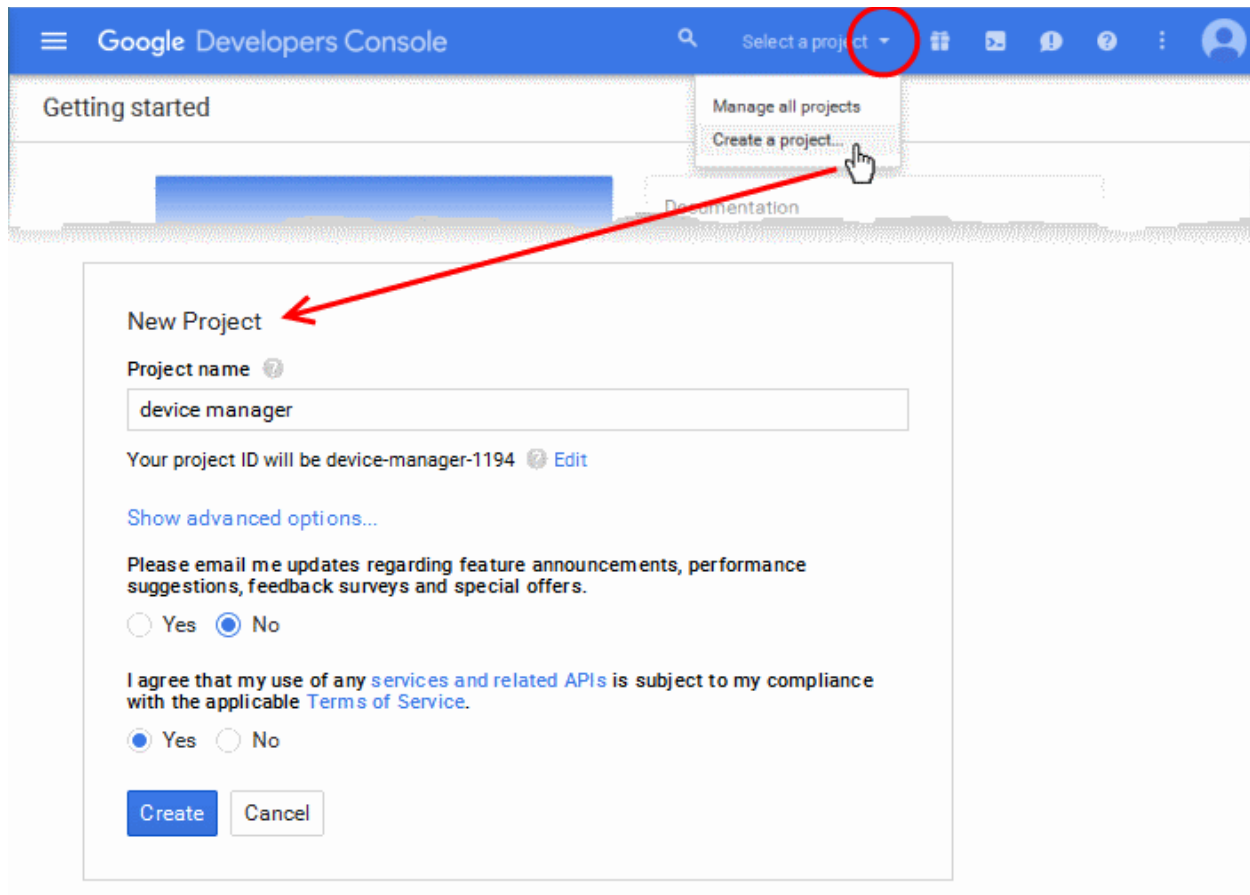 Google Developers Console
Select a project
Getting started
Manage all projects
Create a project...
Documentation
New Project
Project name
device manager
Your project ID will be device-manager-1194 Edit
Show advanced options...
Please email me updates regarding feature announcements, performance
suggestions, feedback surveys and special offers.
Yes No
I agree that my use of any services and related APIs is subject to my compliance
with the applicable Terms of Service.
Yes No
Create Cancel